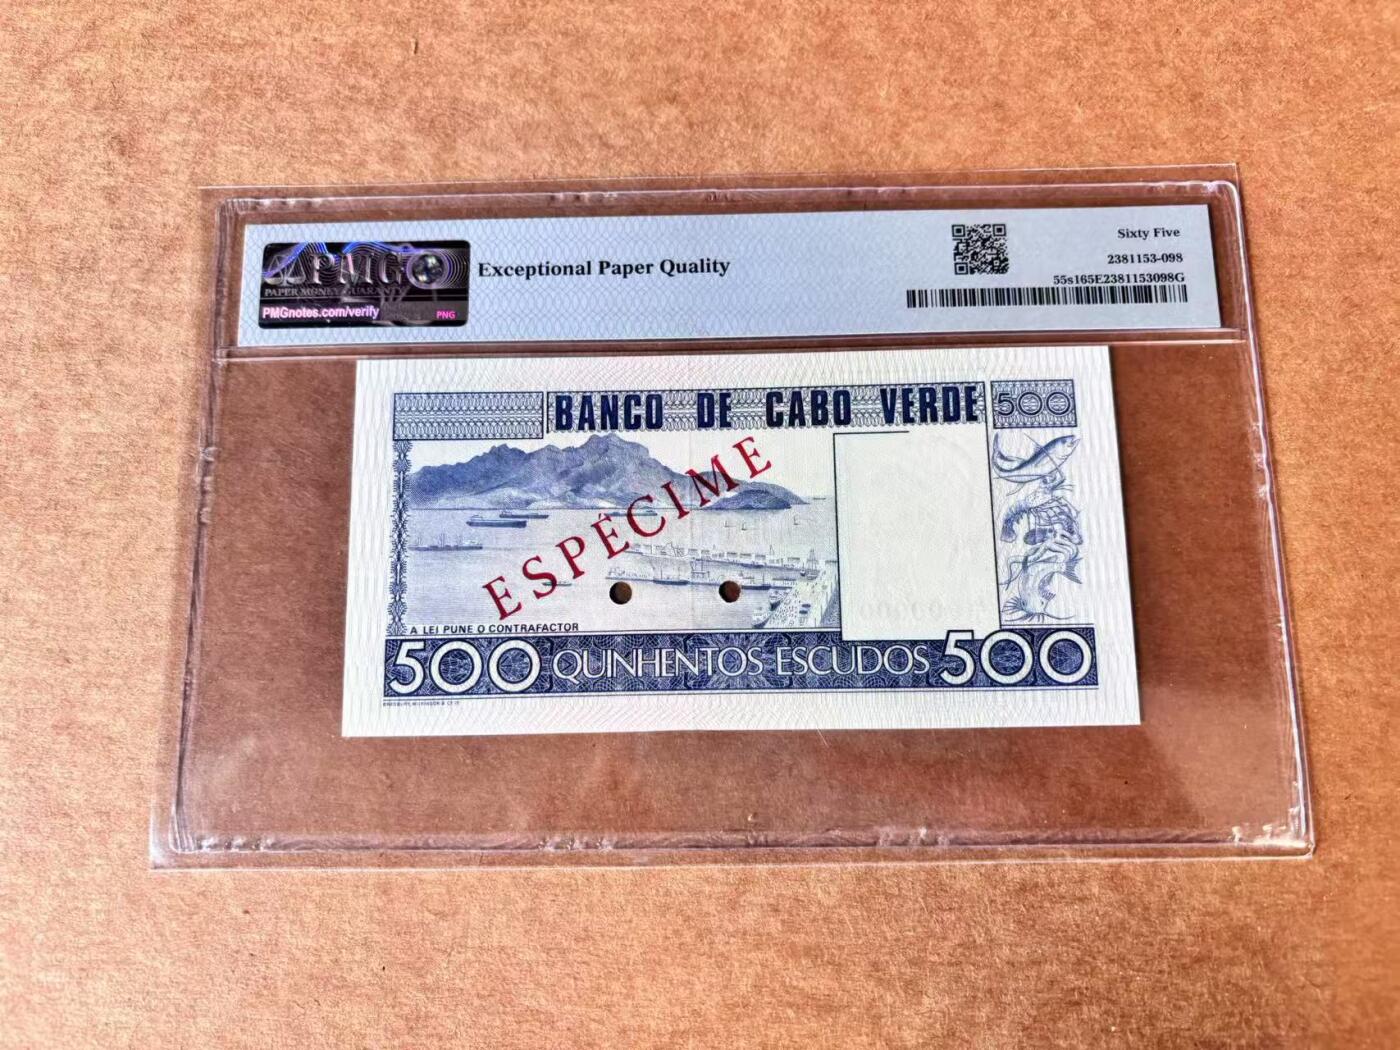 PMG
PAPER MONEY GUARANTY
PMGnotes.com/verify
PNG
Exceptional Paper Quality
Sixty Five
2381153-098
55s165E2381153098G
BANCO DE CABO VERDE
500
ESPÉCIME
A LEI PUNE O CONTRAFACTOR
500 QUINHENTOS ESCUDOS 500